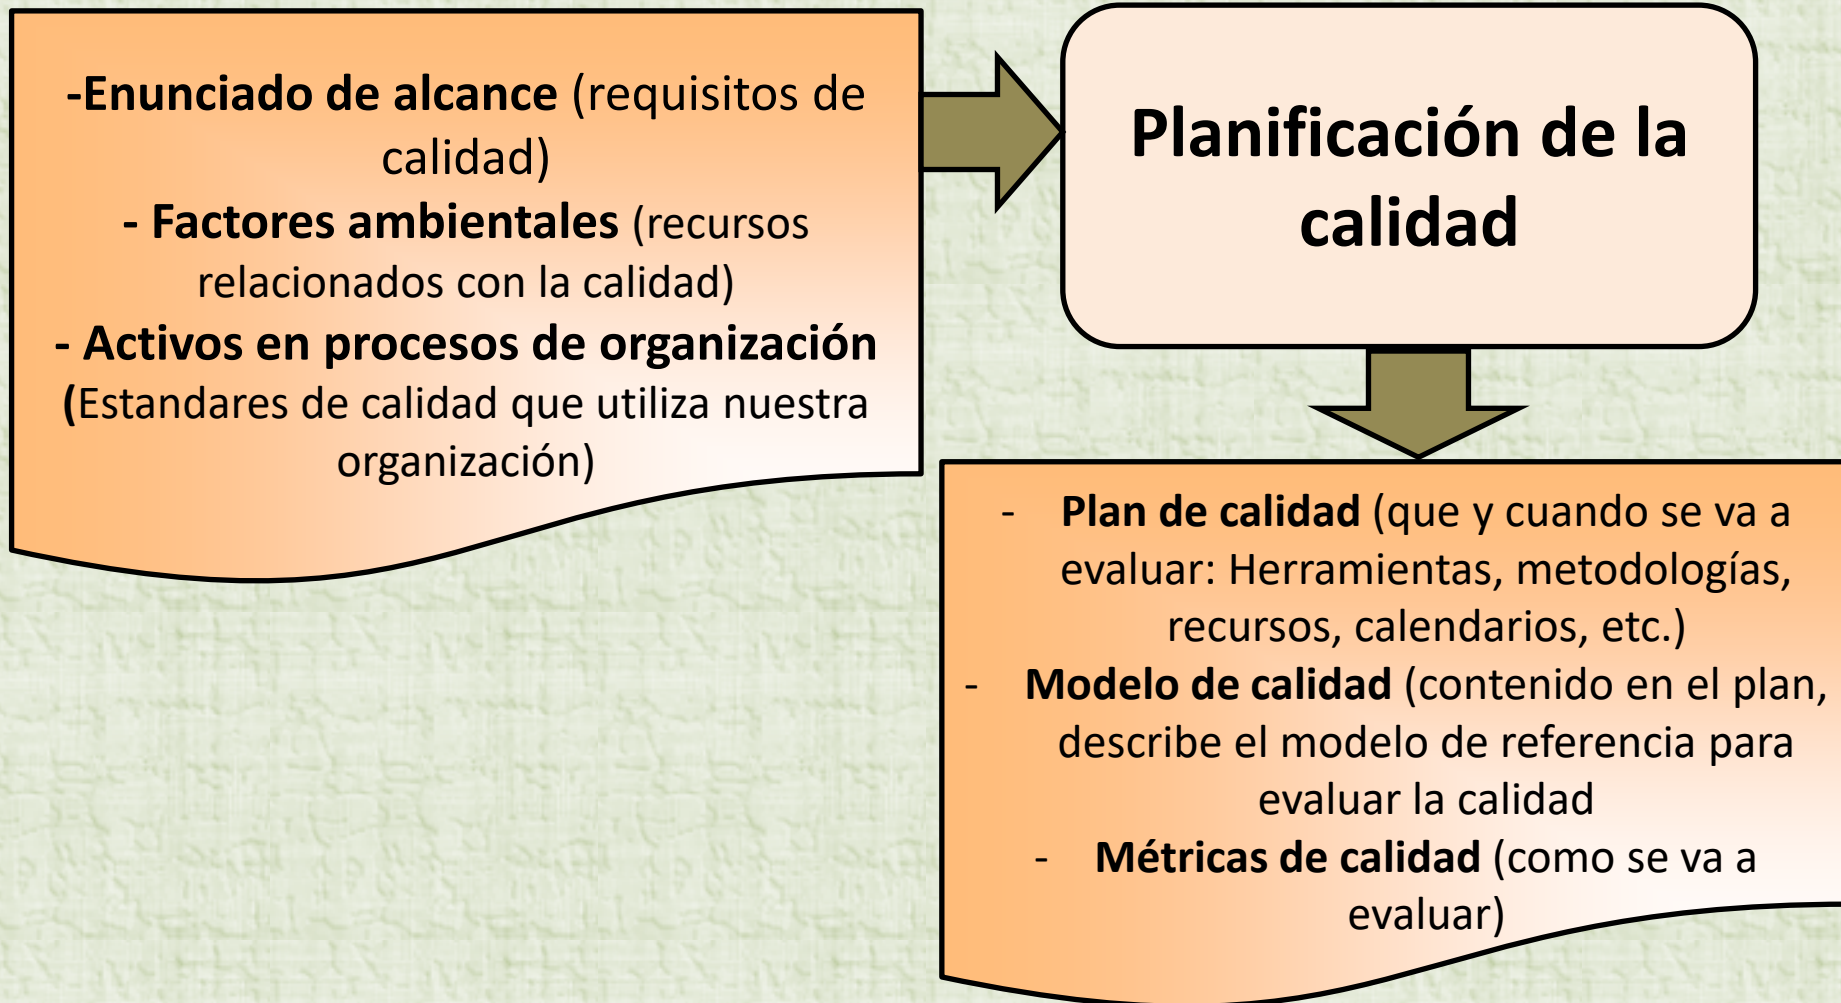 -Enunciado de alcance (requisitos de
calidad)
- Factores ambientales (recursos
relacionados con la calidad)
- Activos en procesos de organización
(Estandares de calidad que utiliza nuestra
organización)
Planificación de la
calidad
- Plan de calidad (que y cuando se va a
evaluar: Herramientas, metodologías,
recursos, calendarios, etc.)
- Modelo de calidad (contenido en el plan,
describe el modelo de referencia para
evaluar la calidad
- Métricas de calidad (como se va a
evaluar)